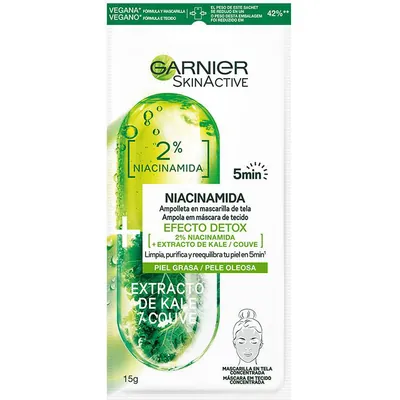 VEGANA*
VEGANO*
FÓRMULA Y MASCARILLA
FÓRMULA E TECIDO
EL PESO DE ESTE SACHET
SE REDUJO EN UN
O PESO DESTA EMBALAGEM
FOI REDUZIDO EM
42%**
GARNIER
SKINACTIVE
2%
NIACINAMIDA
5min
NIACINAMIDA
Ampolleta en mascarilla de tela
Ampola em máscara de tecido
EFECTO DETOX
2% NIACINAMIDA
+ EXTRACTO DE KALE / COUVE
Limpia, purifica y reequilibra tu piel en 5min¹
PIEL GRASA / PELE OLEOSA
EXTRACTO
DE KALE
/ COUVE
15g
MASCARILLA EN TELA
CONCENTRADA
MÁSCARA EM TECIDO
CONCENTRADA